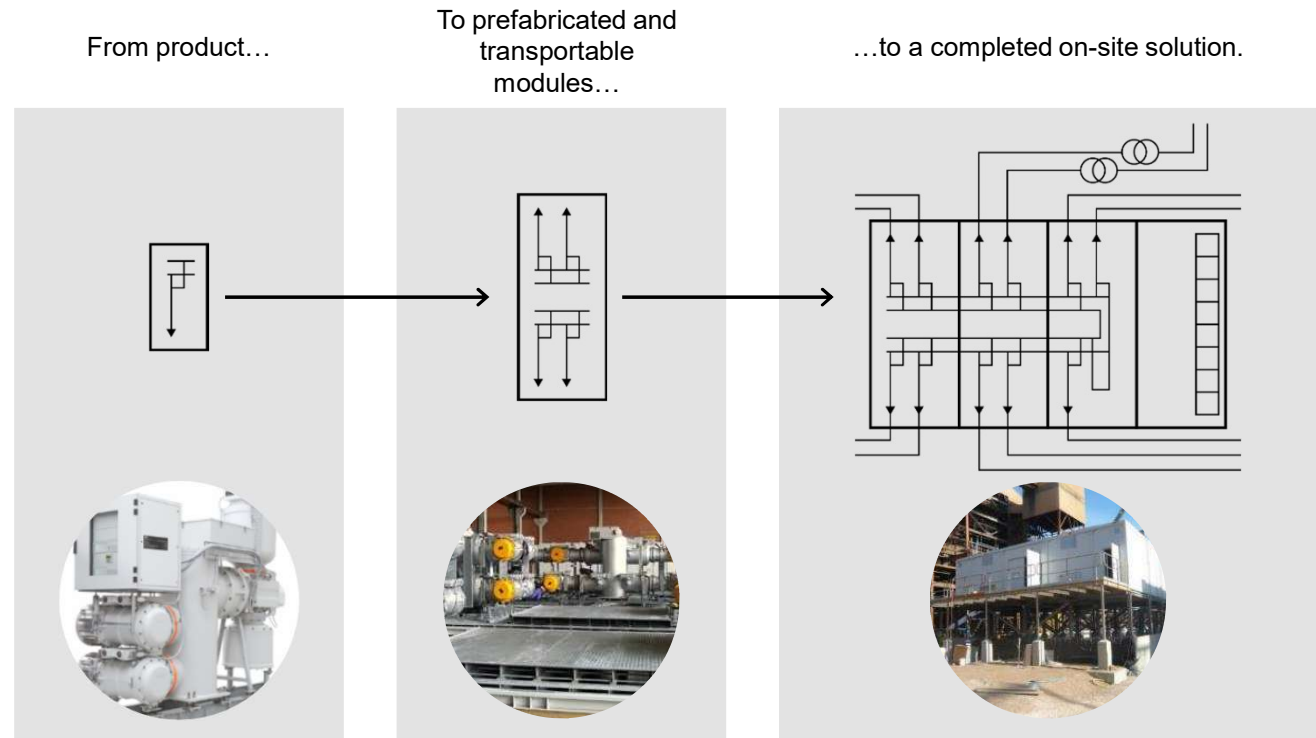 From product…
To prefabricated and
transportable
modules…
…to a completed on-site solution.